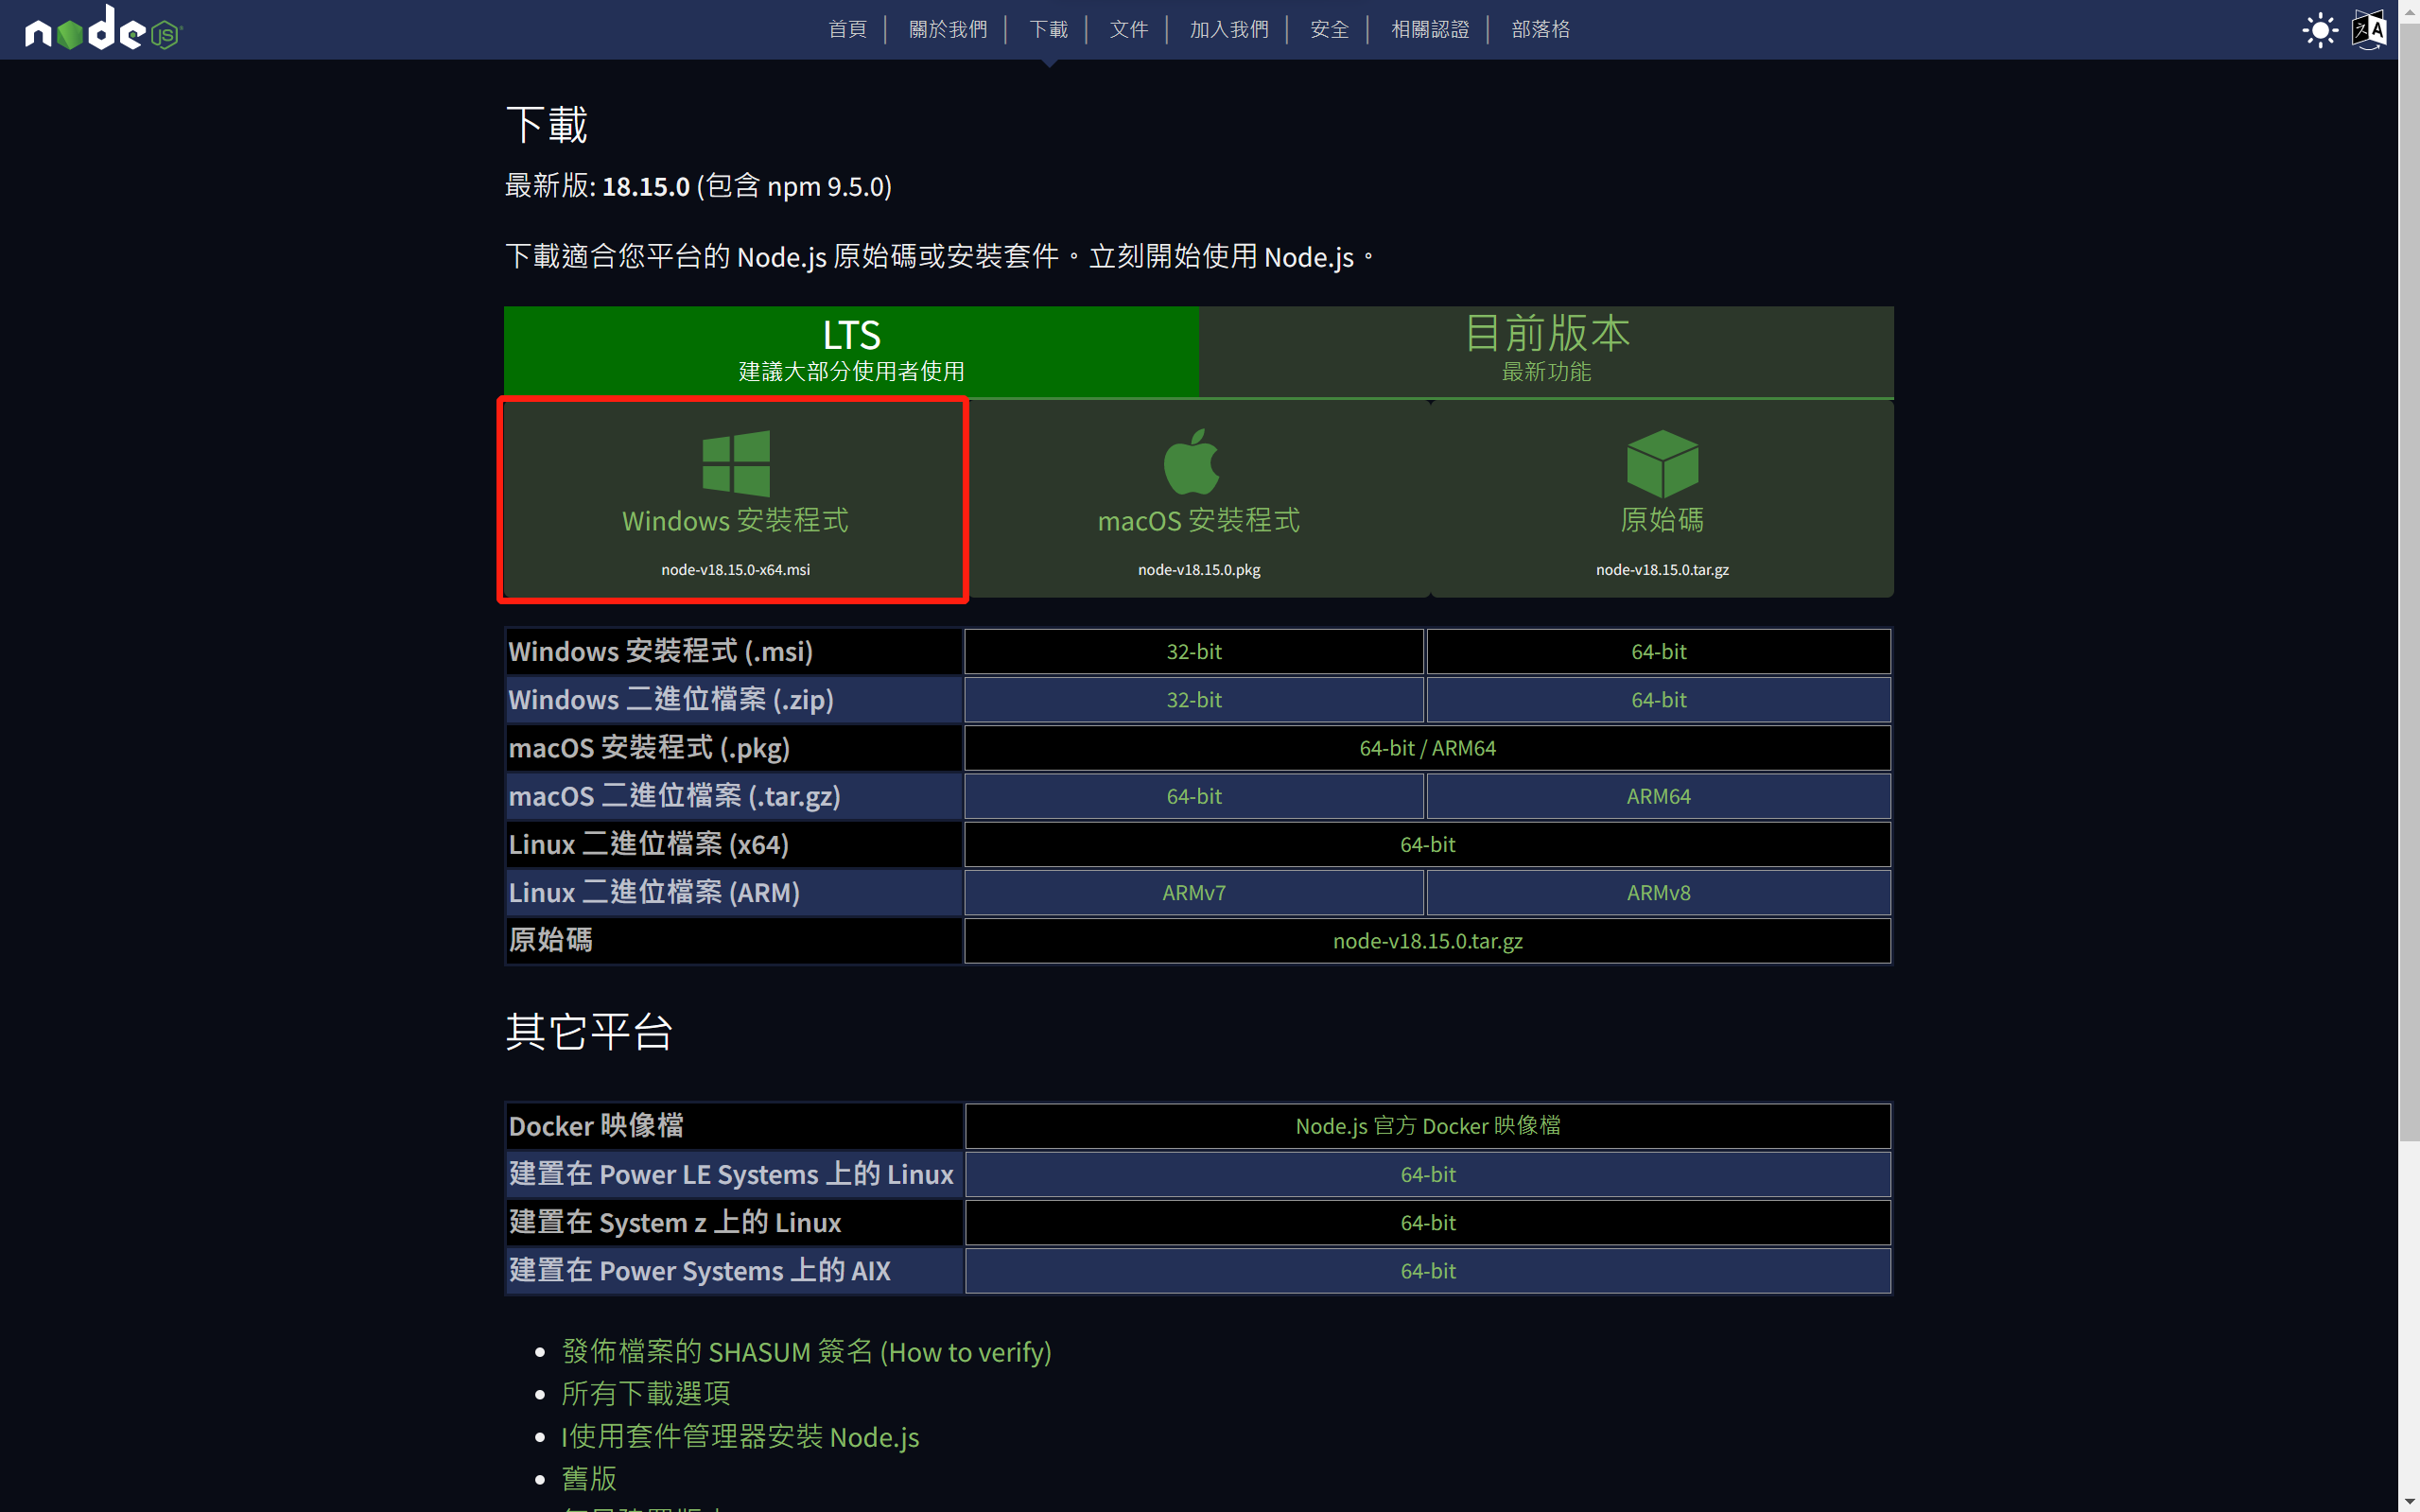 node JS
首頁 關於我們 下載 文件 加入我們 安全 相關認證 部落格
下載
最新版: 18.15.0 (包含 npm 9.5.0)
下載適合您平台的 Node.js 原始碼或安裝套件。立刻開始使用 Node.js。
LTS
建議大部分使用者使用
目前版本
最新功能
Windows 安裝程式
node-v18.15.0-x64.msi
macOS 安裝程式
node-v18.15.0.pkg
原始碼
node-v18.15.0.tar.gz
Windows 安裝程式 (.msi) 32-bit 64-bit
Windows 二進位檔案 (.zip) 32-bit 64-bit
macOS 安裝程式 (.pkg) 64-bit / ARM64
macOS 二進位檔案 (.tar.gz) 64-bit ARM64
Linux 二進位檔案 (x64) 64-bit
Linux 二進位檔案 (ARM) ARMv7 ARMv8
原始碼 node-v18.15.0.tar.gz
其它平台
Docker 映像檔 Node.js 官方 Docker 映像檔
建置在 Power LE Systems 上的 Linux 64-bit
建置在 System z 上的 Linux 64-bit
建置在 Power Systems 上的 AIX 64-bit
發佈檔案的 SHASUM 簽名 (How to verify)
所有下載選項
I使用套件管理器安裝 Node.js
舊版